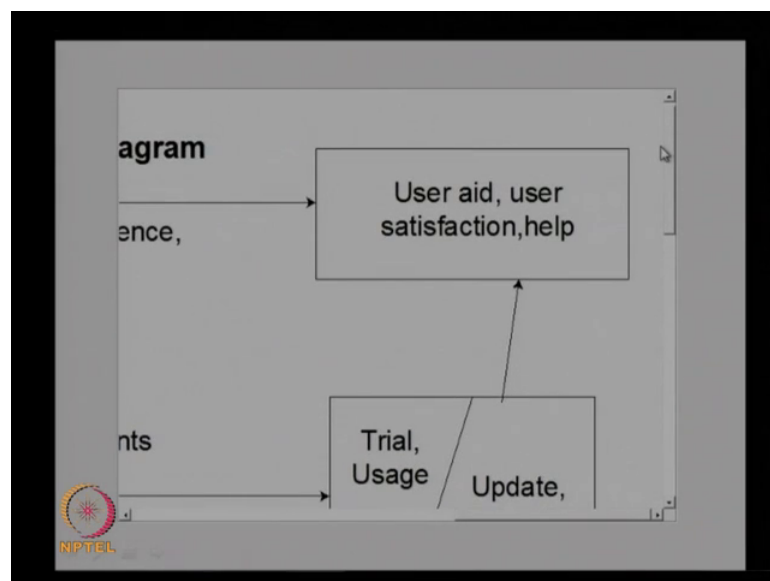 agram
User aid, user
satisfaction,help
ence,
nts
Trial,
Usage
Update,
NPTEL